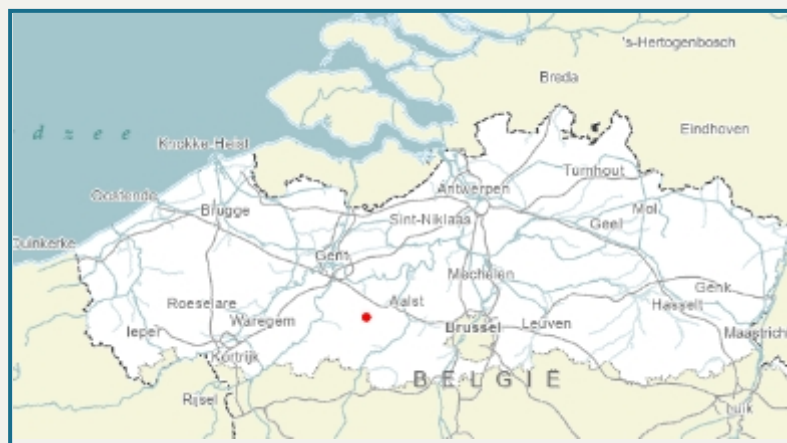 's-Hertogenbosch
Breda
Eindhoven
d z e e
Knokke-Heist
Turnhout
Antwerpen
Oostende
Mol
Brugge
Sint-Niklaas
Geel
Duinkerke
Gent
Mechelen
Genk
Roeselare
Aalst
Hasselt
Ieper
Waregem
Brussel
Leuven
Maastrich
Kortrijk
BELGIË
Rijsel
Luik